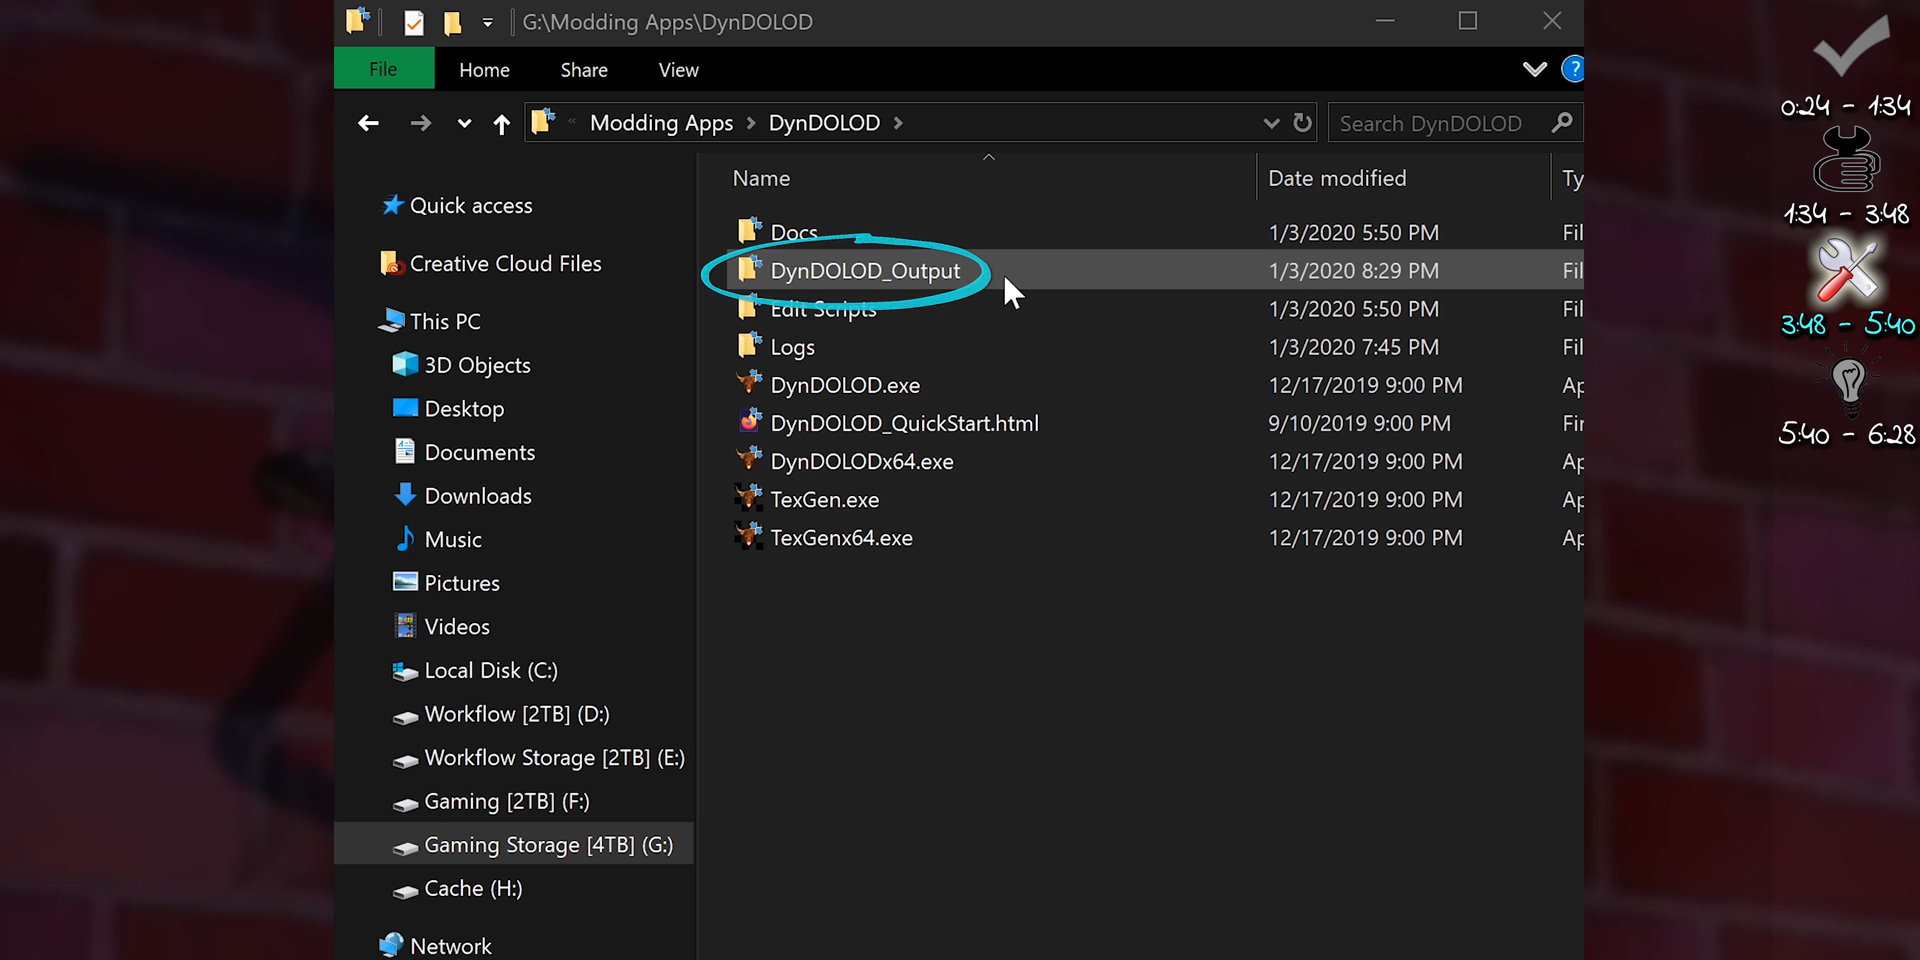 G:\Modding Apps\DynDOLOD
File Home Share View
?
« Modding Apps > DynDOLOD >
Search DynDOLOD
Name Date modified Ty
Quick access
Creative Cloud Files
This PC
3D Objects
Desktop
Documents
Downloads
Music
Pictures
Videos
Local Disk (C:)
Workflow [2TB] (D:)
Workflow Storage [2TB] (E:)
Gaming [2TB] (F:)
Gaming Storage [4TB] (G:)
Cache (H:)
Network
Docs 1/3/2020 5:50 PM Fil
DynDOLOD_Output 1/3/2020 8:29 PM Fil
Edit Scripts 1/3/2020 5:50 PM Fil
Logs 1/3/2020 7:45 PM Fil
DynDOLOD.exe 12/17/2019 9:00 PM Ap
DynDOLOD_QuickStart.html 9/10/2019 9:00 PM Fir
DynDOLODx64.exe 12/17/2019 9:00 PM Ap
TexGen.exe 12/17/2019 9:00 PM Ap
TexGenx64.exe 12/17/2019 9:00 PM Ap
0:24 - 1:34
1:34 - 3:48
3:48 - 5:40
5:40 - 6:28